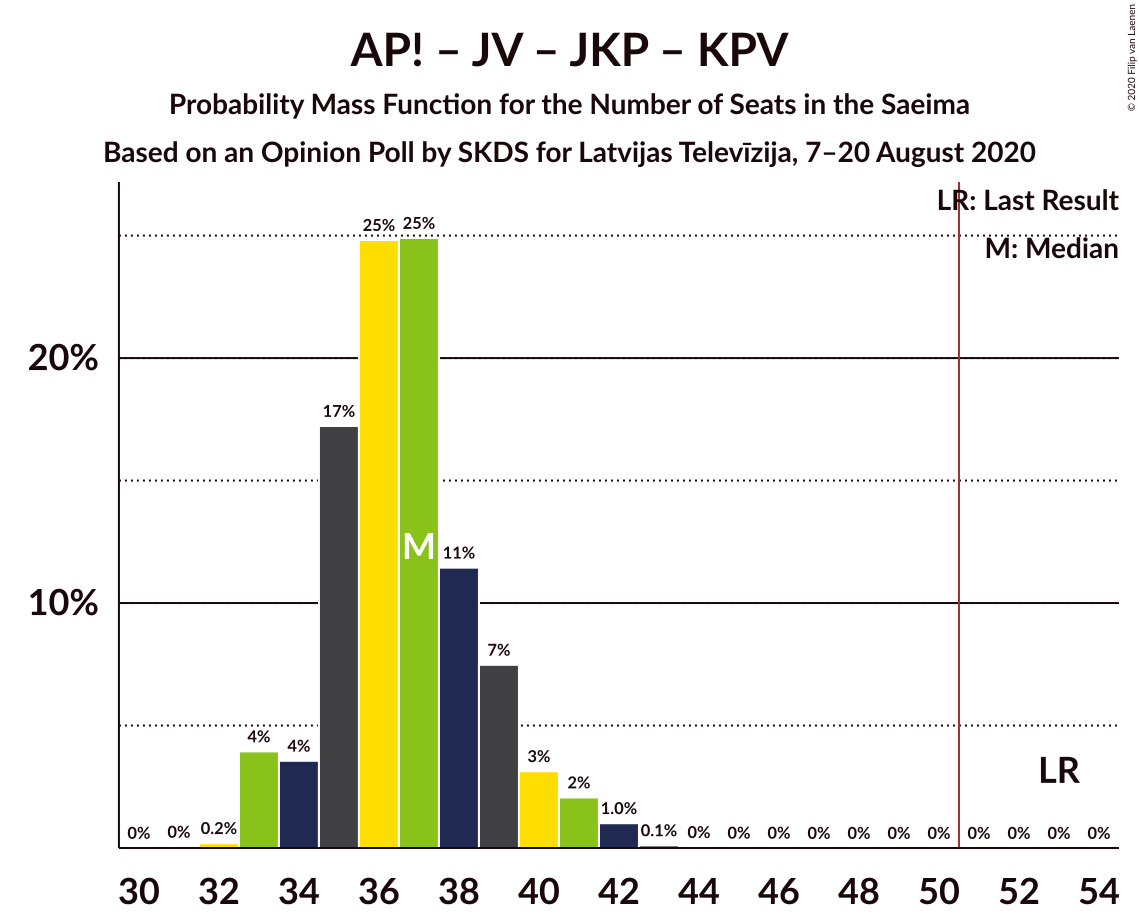 AP! – JV – JKP – KPV
Probability Mass Function for the Number of Seats in the Saeima
Based on an Opinion Poll by SKDS for Latvijas Televīzija, 7–20 August 2020
© 2020 Filip van Laenen
LR: Last Result
M: Median
20%
10%
0% 0% 0.2% 4% 4% 17% 25% 25% 11% 7% 3% 2% 1.0% 0.1% 0% 0% 0% 0% 0% 0% 0% 0% 0% 0% 0%
M
LR
30 32 34 36 38 40 42 44 46 48 50 52 54